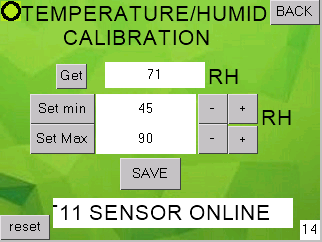 TEMPERATURE/HUMID BACK
CALIBRATION
Get 71 RH
Set min 45 - +
RH
Set Max 90 - +
SAVE
T11 SENSOR ONLINE
reset 14